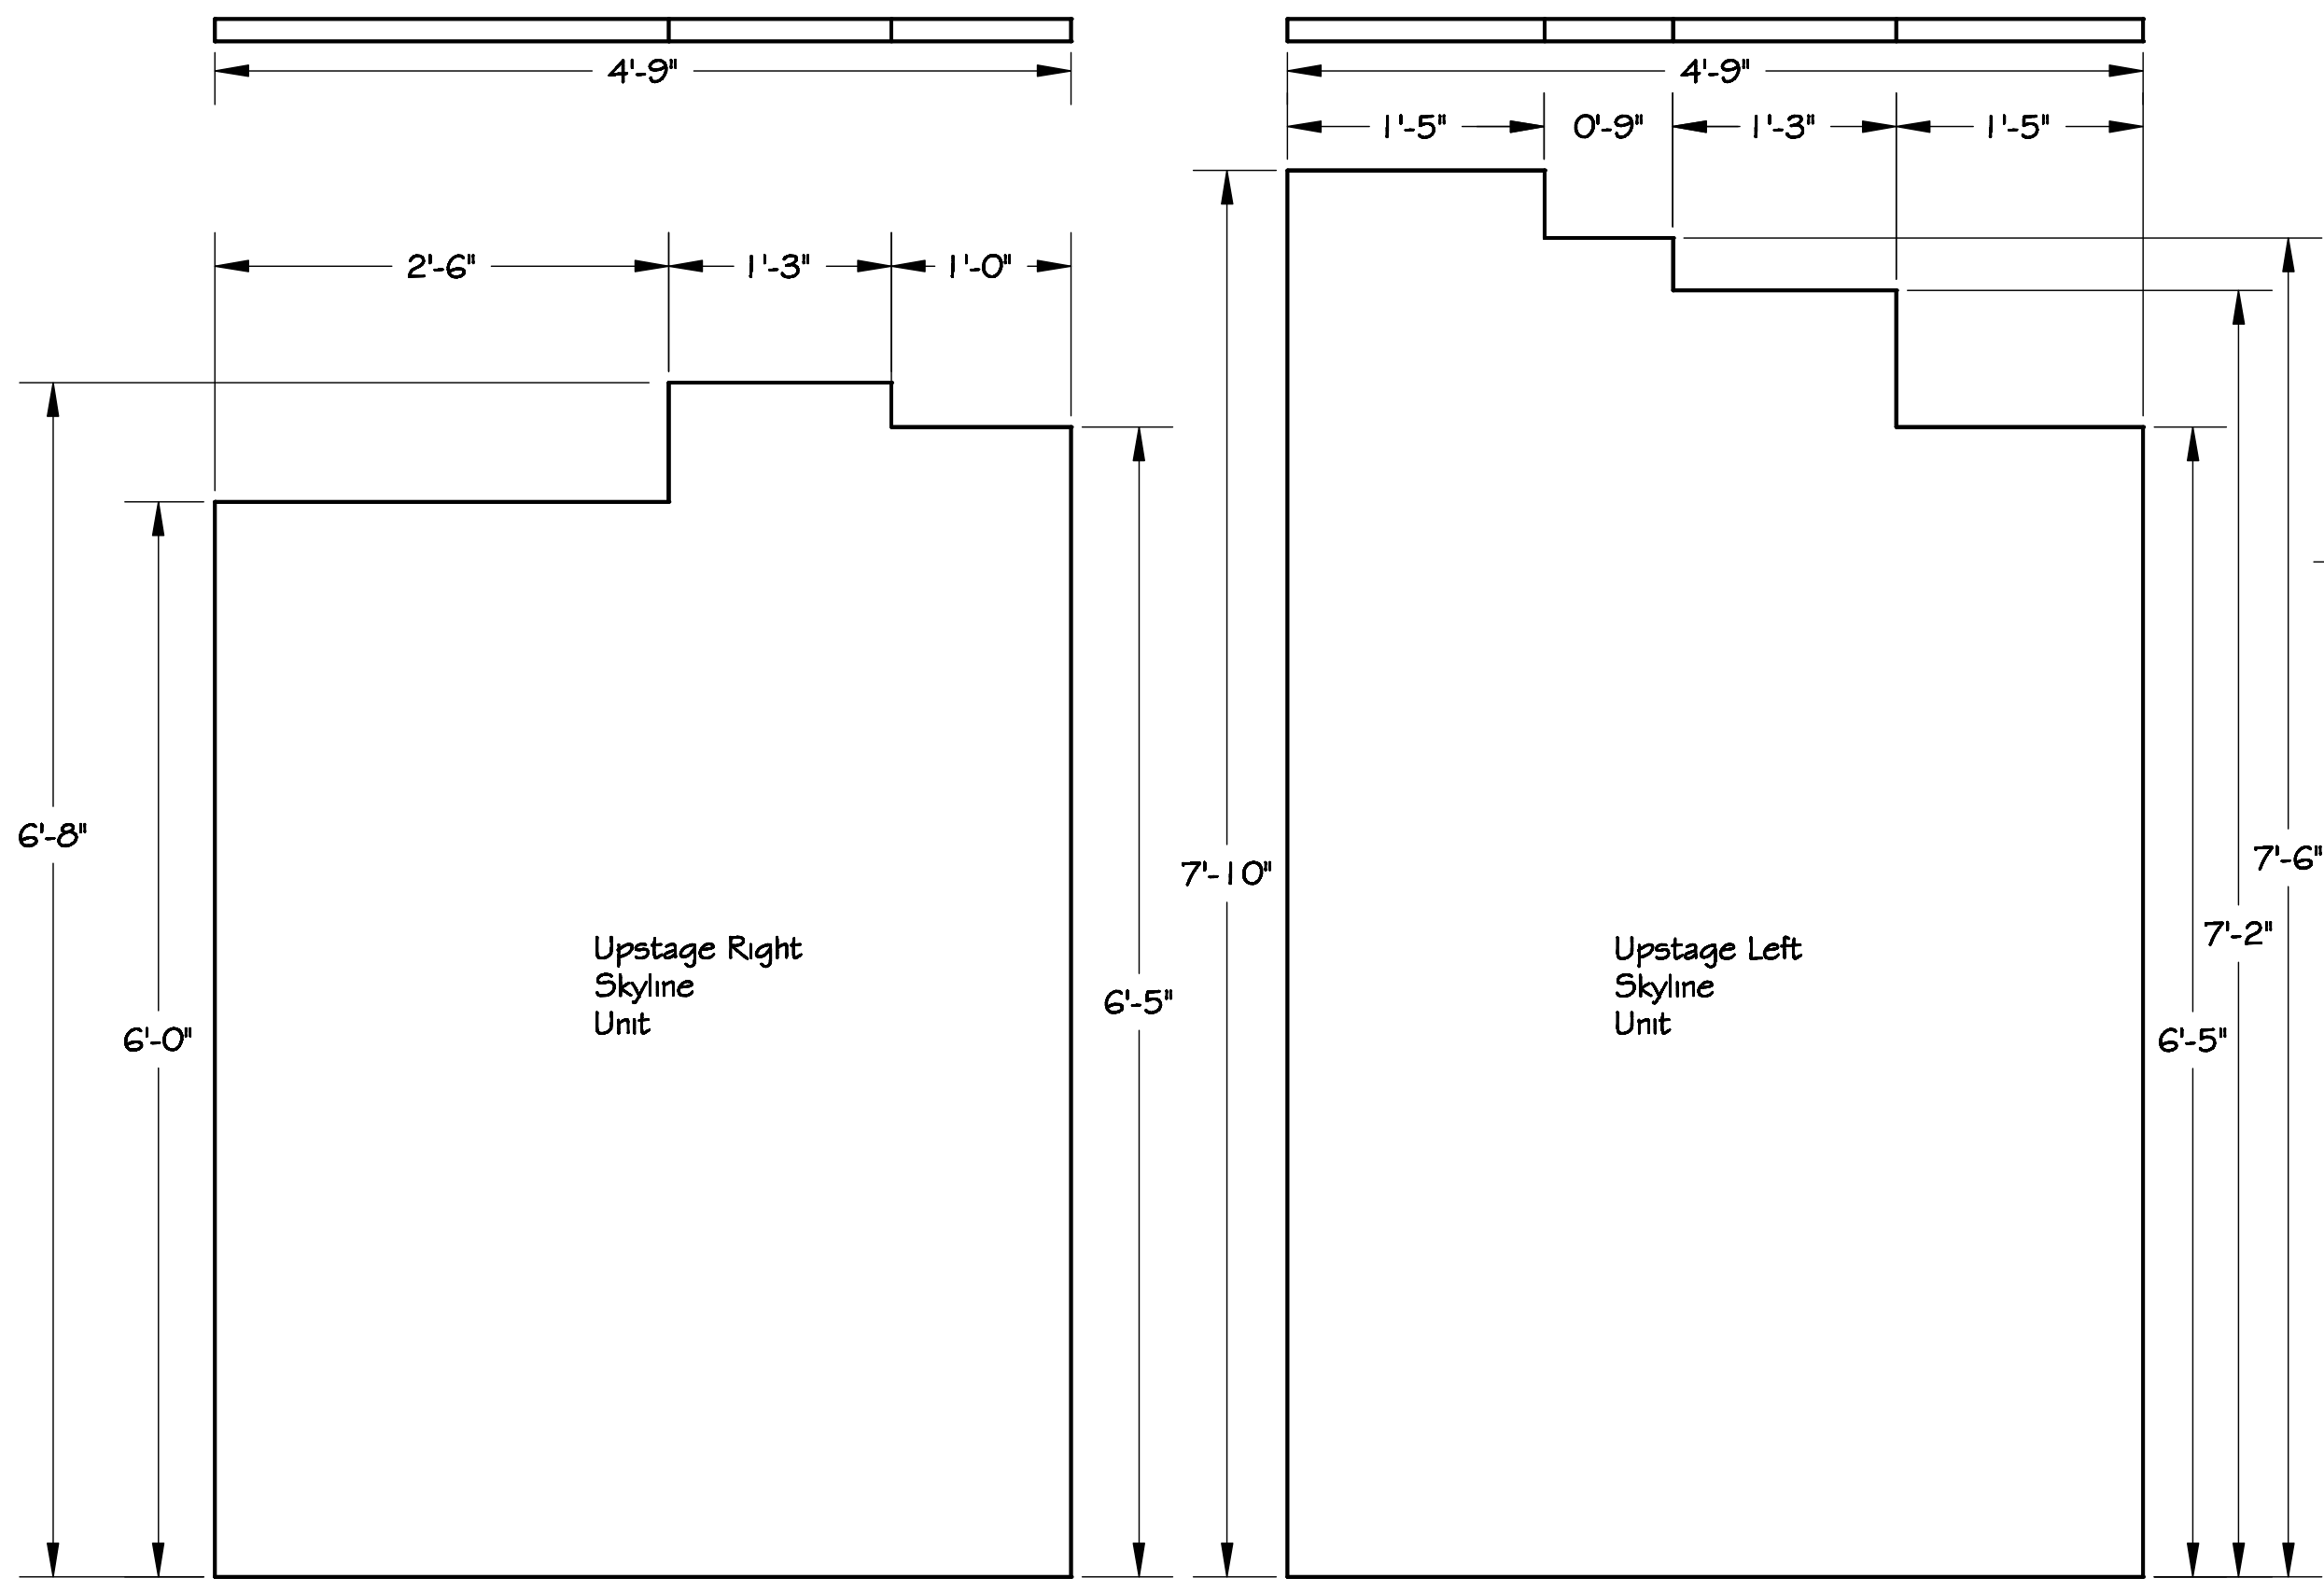 4'-9"
4'-9"
1'-5"
0'-9"
1'-3"
1'-5"
2'-6"
1'-3"
1'-0"
6'-8"
7'-6"
7'-10"
7'-2"
Upstage Right
Skyline
Unit
Upstage Left
Skyline
Unit
6'-5"
6'-0"
6'-5"